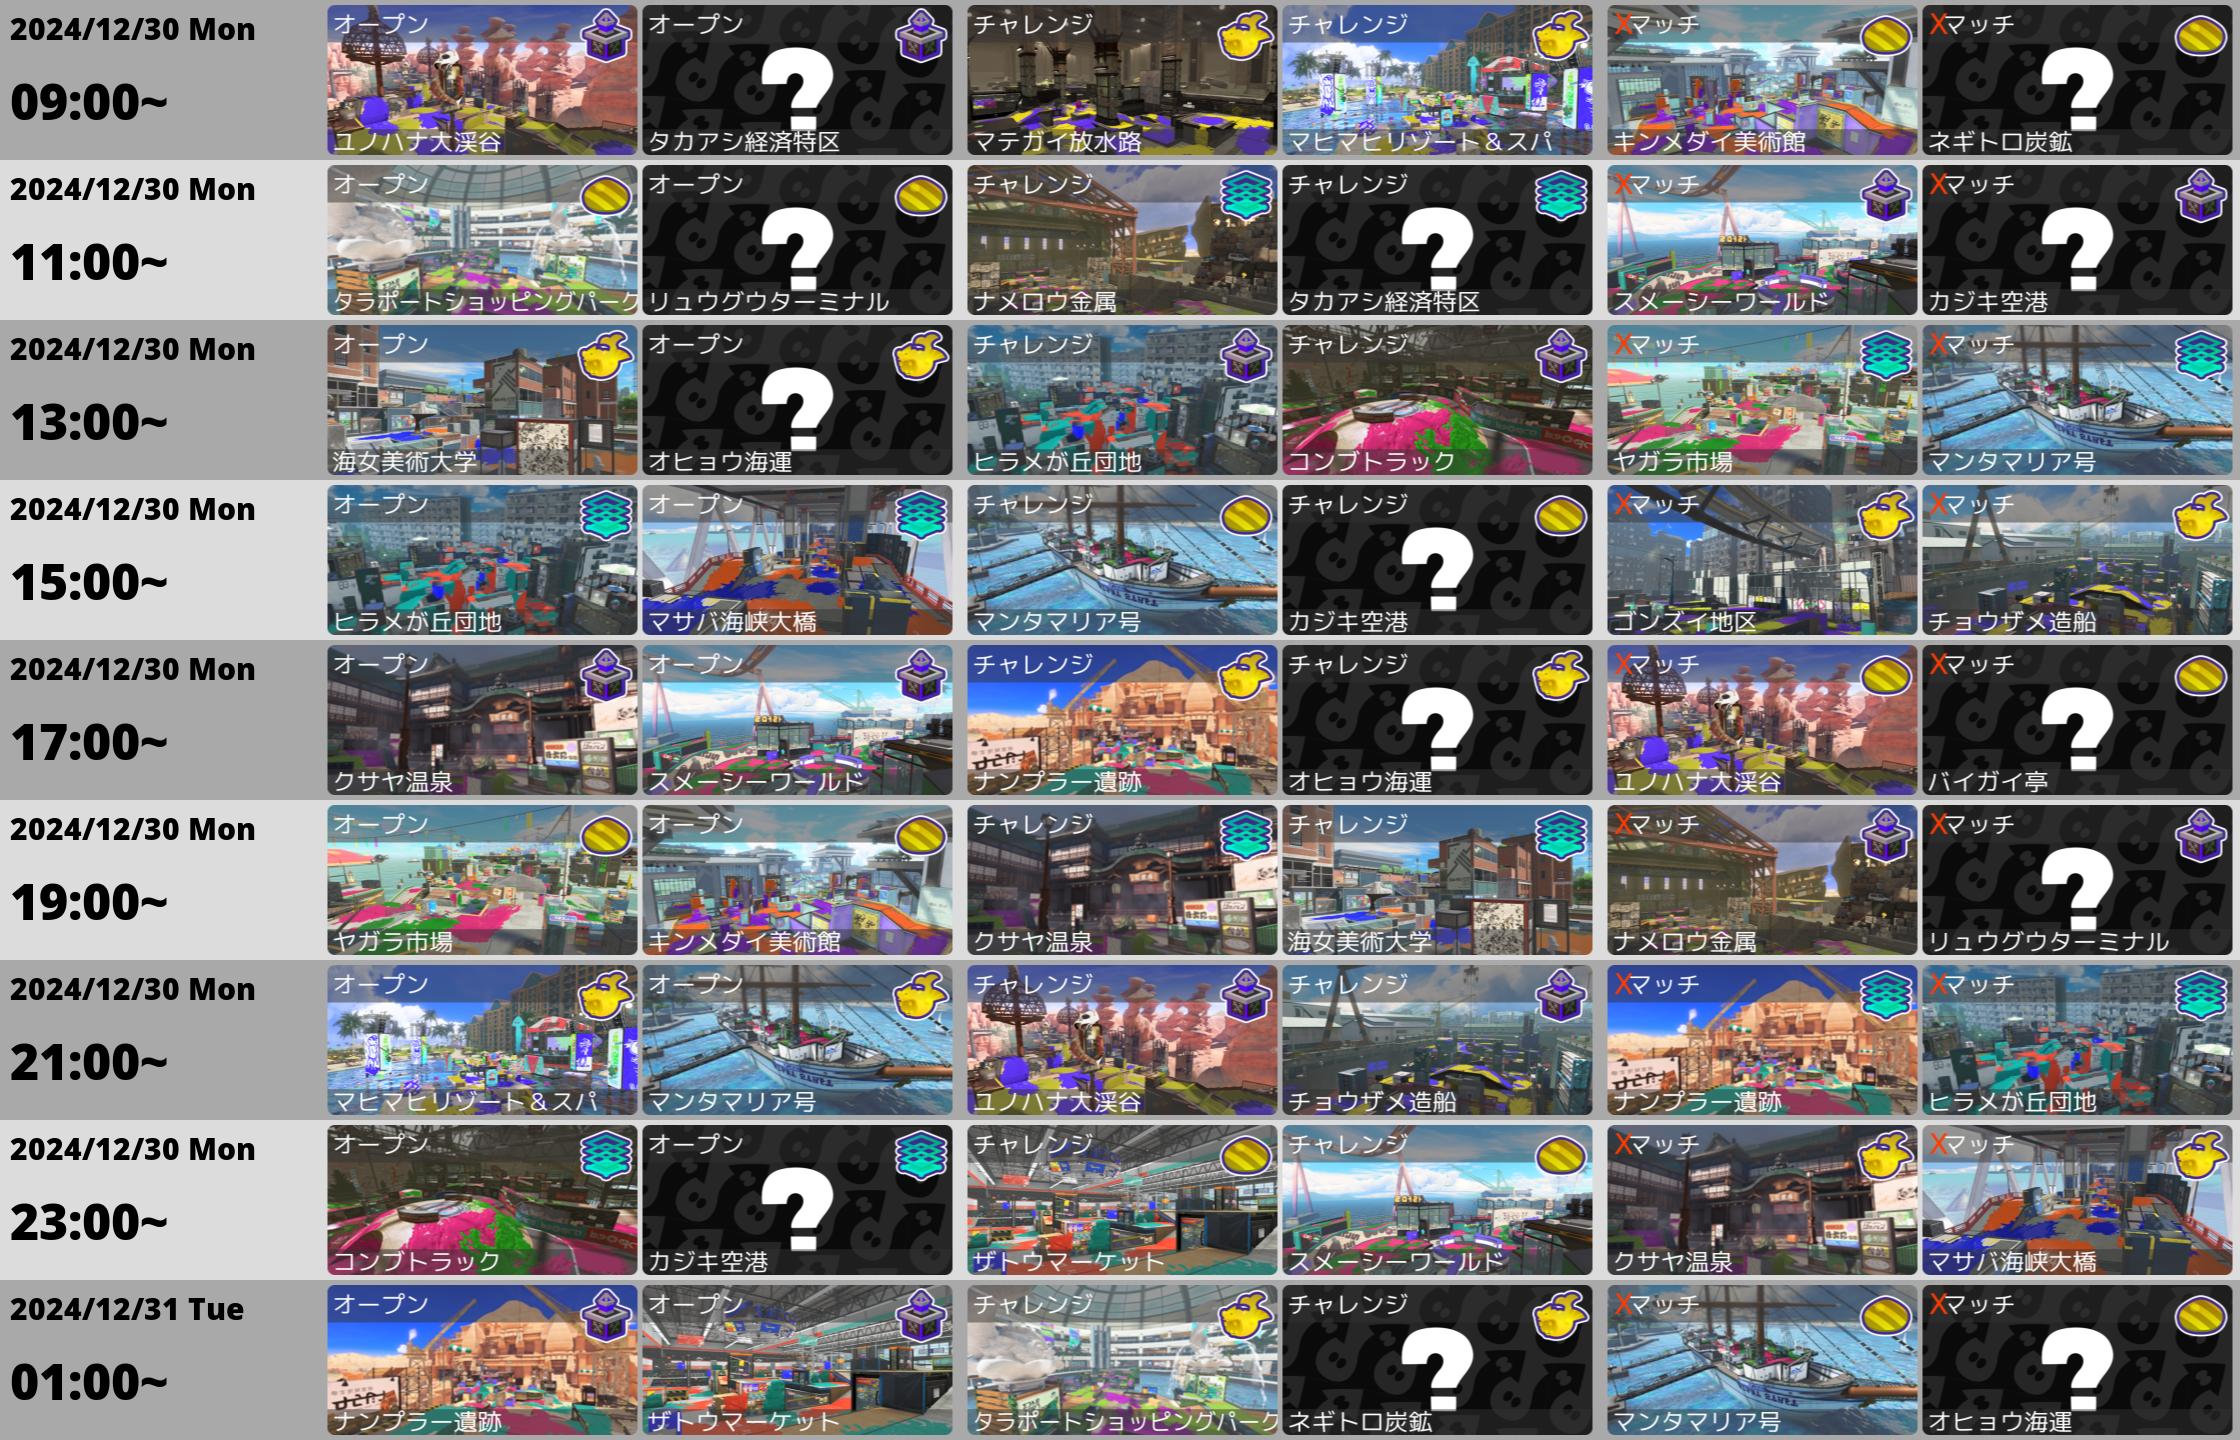 2024/12/30 Mon
09:00~
オープン
ユノハナ大渓谷
オープン
タカアシ経済特区
チャレンジ
マテガイ放水路
チャレンジ
マヒマヒリゾート&スパ
Xマッチ
キンメダイ美術館
Xマッチ
ネギトロ炭鉱
2024/12/30 Mon
11:00~
オープン
タラポートショッピングパーク
オープン
リュウグウターミナル
チャレンジ
ナメロウ金属
チャレンジ
タカアシ経済特区
Xマッチ
スメーシーワールド
Xマッチ
カジキ空港
2024/12/30 Mon
13:00~
オープン
海女美術大学
オープン
オヒョウ海運
チャレンジ
ヒラメが丘団地
チャレンジ
コンブトラック
Xマッチ
ヤガラ市場
Xマッチ
マンタマリア号
2024/12/30 Mon
15:00~
オープン
ヒラメが丘団地
オープン
マサバ海峡大橋
チャレンジ
マンタマリア号
チャレンジ
カジキ空港
Xマッチ
ゴンズイ地区
Xマッチ
チョウザメ造船
2024/12/30 Mon
17:00~
オープン
クサヤ温泉
オープン
スメーシーワールド
チャレンジ
ナンプラー遺跡
チャレンジ
オヒョウ海運
Xマッチ
ユノハナ大渓谷
Xマッチ
バイガイ亭
2024/12/30 Mon
19:00~
オープン
ヤガラ市場
オープン
キンメダイ美術館
チャレンジ
クサヤ温泉
チャレンジ
海女美術大学
Xマッチ
ナメロウ金属
Xマッチ
リュウグウターミナル
2024/12/30 Mon
21:00~
オープン
マヒマヒリゾート&スパ
オープン
マンタマリア号
チャレンジ
ユノハナ大渓谷
チャレンジ
チョウザメ造船
Xマッチ
ナンプラー遺跡
Xマッチ
ヒラメが丘団地
2024/12/30 Mon
23:00~
オープン
コンブトラック
オープン
カジキ空港
チャレンジ
ザトウマーケット
チャレンジ
スメーシーワールド
Xマッチ
クサヤ温泉
Xマッチ
マサバ海峡大橋
2024/12/31 Tue
01:00~
オープン
ナンプラー遺跡
オープン
ザトウマーケット
チャレンジ
タラポートショッピングパーク
チャレンジ
ネギトロ炭鉱
Xマッチ
マンタマリア号
Xマッチ
オヒョウ海運